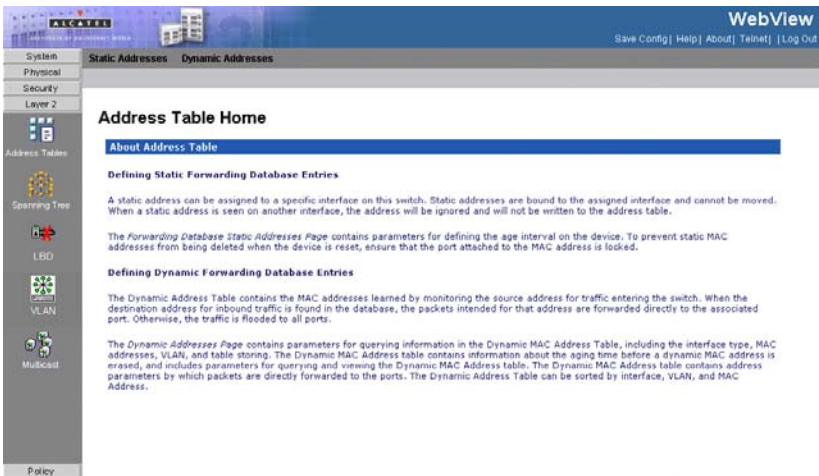 ALCATEL
WebView
Save Config| Help| About| Telnet| |Log Out
System
Physical
Security
Layer 2
Address Tables
Spanning Tree
LBD
VLAN
Multicast
Policy
Static Addresses Dynamic Addresses
Address Table Home
About Address Table
Defining Static Forwarding Database Entries
A static address can be assigned to a specific interface on this switch. Static addresses are bound to the assigned interface and cannot be moved.
When a static address is seen on another interface, the address will be ignored and will not be written to the address table.
The Forwarding Database Static Addresses Page contains parameters for defining the age interval on the device. To prevent static MAC
addresses from being deleted when the device is reset, ensure that the port attached to the MAC address is locked.
Defining Dynamic Forwarding Database Entries
The Dynamic Address Table contains the MAC addresses learned by monitoring the source address for traffic entering the switch. When the
destination address for inbound traffic is found in the database, the packets intended for that address are forwarded directly to the associated
port. Otherwise, the traffic is flooded to all ports.
The Dynamic Addresses Page contains parameters for querying information in the Dynamic MAC Address Table, including the interface type, MAC
addresses, VLAN, and table storing. The Dynamic MAC Address table contains information about the aging time before a dynamic MAC address is
erased, and includes parameters for querying and viewing the Dynamic MAC Address table. The Dynamic MAC Address table contains address
parameters by which packets are directly forwarded to the ports. The Dynamic Address Table can be sorted by interface, VLAN, and MAC
Address.